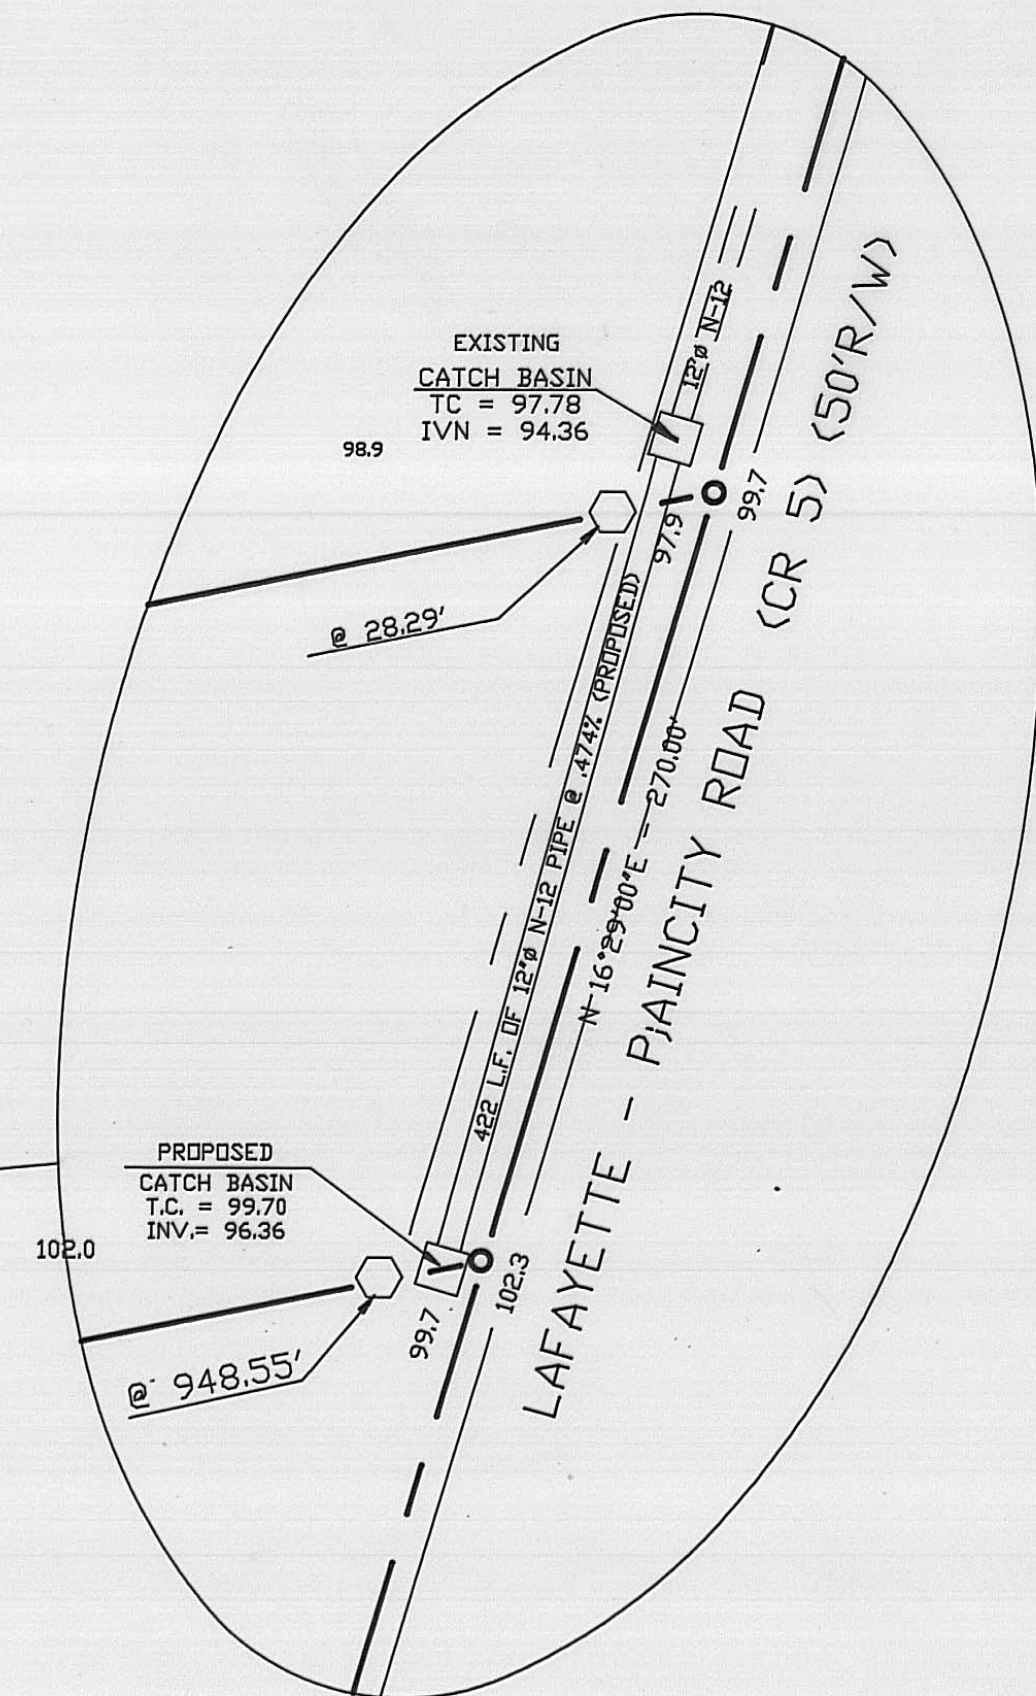 EXISTING
CATCH BASIN
TC = 97.78
IVN = 94.36
98.9
12"ø N-12
@ 28.29'
97.9
99.7
422 L.F. OF 12"ø N-12 PIPE @ .474% (PROPOSED)
N 16°29'00"E - 270.00'
LAFAYETTE - P;AINCITY ROAD (CR 5) (50'R/W)
PROPOSED
CATCH BASIN
T.C. = 99.70
INV.= 96.36
102.0
99.7
102.3
@ 948.55'